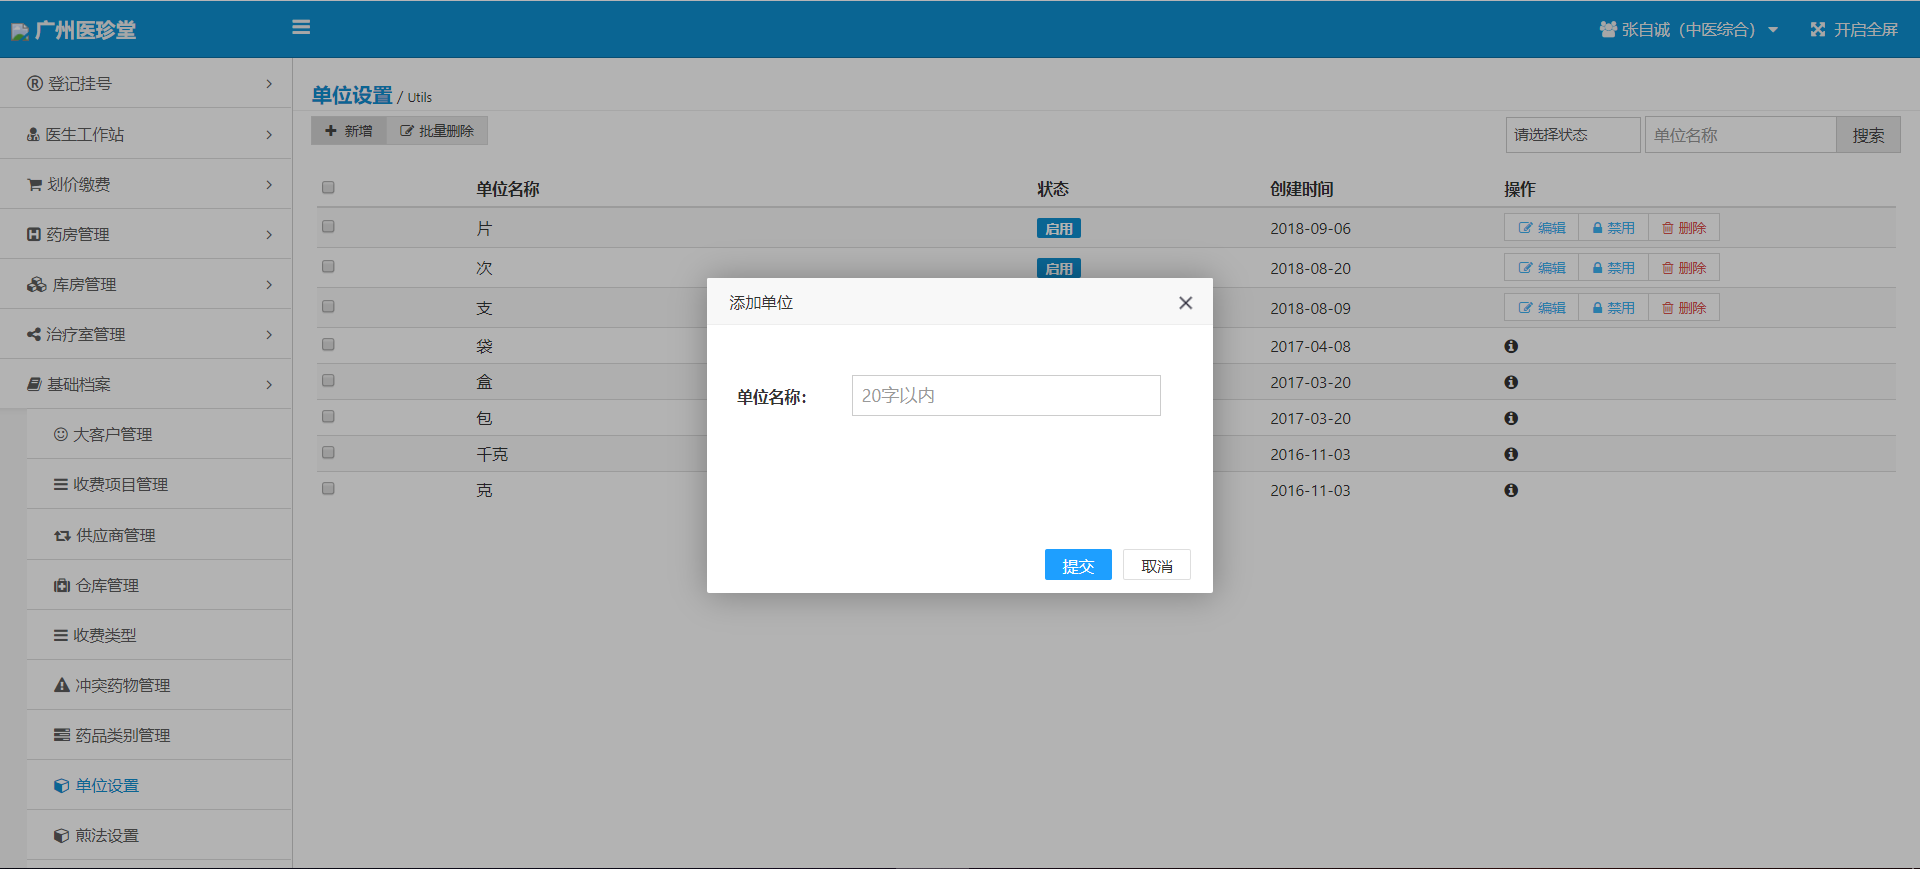 广州医珍堂
张自诚（中医综合）
开启全屏
登记挂号
医生工作站
划价缴费
药房管理
库房管理
治疗室管理
基础档案
大客户管理
收费项目管理
供应商管理
仓库管理
收费类型
冲突药物管理
药品类别管理
单位设置
煎法设置
单位设置 / Utils
新增 批量删除
请选择状态 单位名称 搜索
单位名称 状态 创建时间 操作
片 启用 2018-09-06 编辑 禁用 删除
次 启用 2018-08-20 编辑 禁用 删除
支 2018-08-09 编辑 禁用 删除
袋 2017-04-08
盒 2017-03-20
包 2017-03-20
千克 2016-11-03
克 2016-11-03
添加单位
单位名称： 20字以内
提交 取消